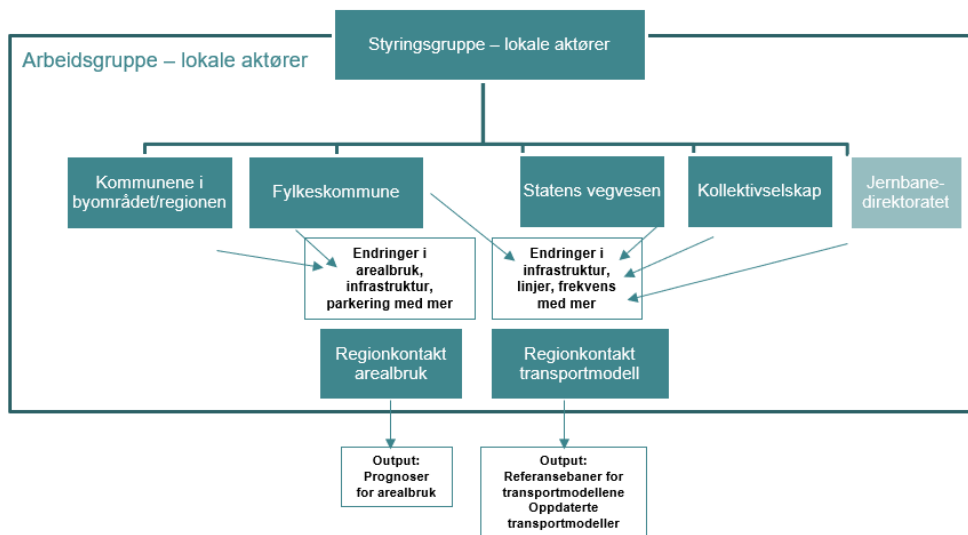 Styringsgruppe – lokale aktører
Arbeidsgruppe – lokale aktører
Kommunene i
byområdet/regionen
Fylkeskommune
Statens vegvesen
Kollektivselskap
Jernbane-
direktoratet
Endringer i
arealbruk,
infrastruktur,
parkering med mer
Endringer i
infrastruktur,
linjer, frekvens
med mer
Regionkontakt
arealbruk
Regionkontakt
transportmodell
Output:
Prognoser
for arealbruk
Output:
Referansebaner for
transportmodellene
Oppdaterte
transportmodeller